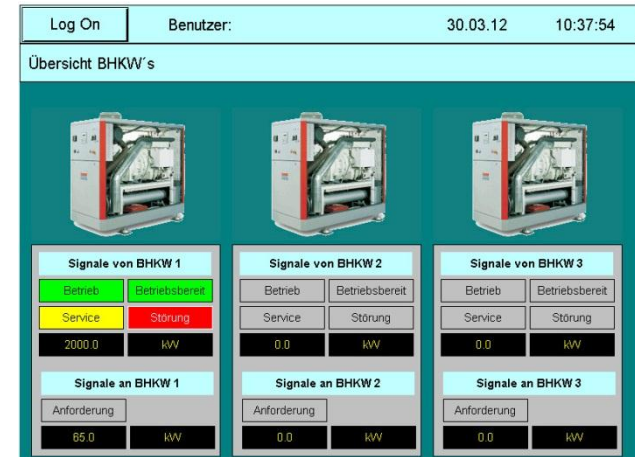 Log On Benutzer: 30.03.12 10:37:54
Übersicht BHKW´s
Signale von BHKW 1 Signale von BHKW 2 Signale von BHKW 3
Betrieb Betriebsbereit Betrieb Betriebsbereit Betrieb Betriebsbereit
Service Störung Service Störung Service Störung
2000.0 kW 0.0 kW 0.0 kW
Signale an BHKW 1 Signale an BHKW 2 Signale an BHKW 3
Anforderung Anforderung Anforderung
65.0 kW 0.0 kW 0.0 kW